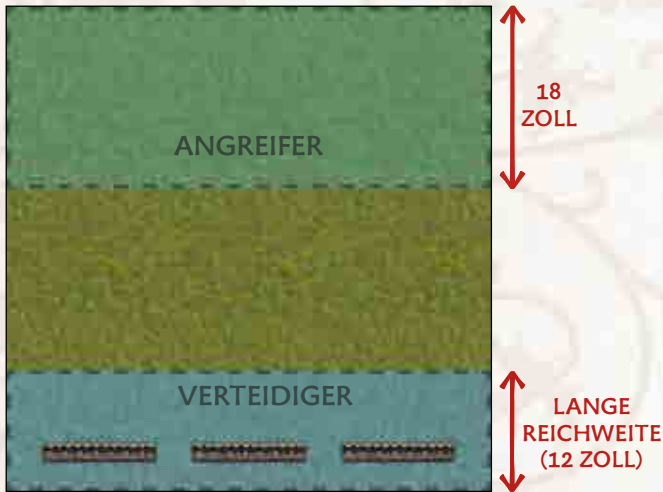 18
ZOLL
ANGREIFER
VERTEIDIGER
LANGE
REICHWEITE
(12 ZOLL)